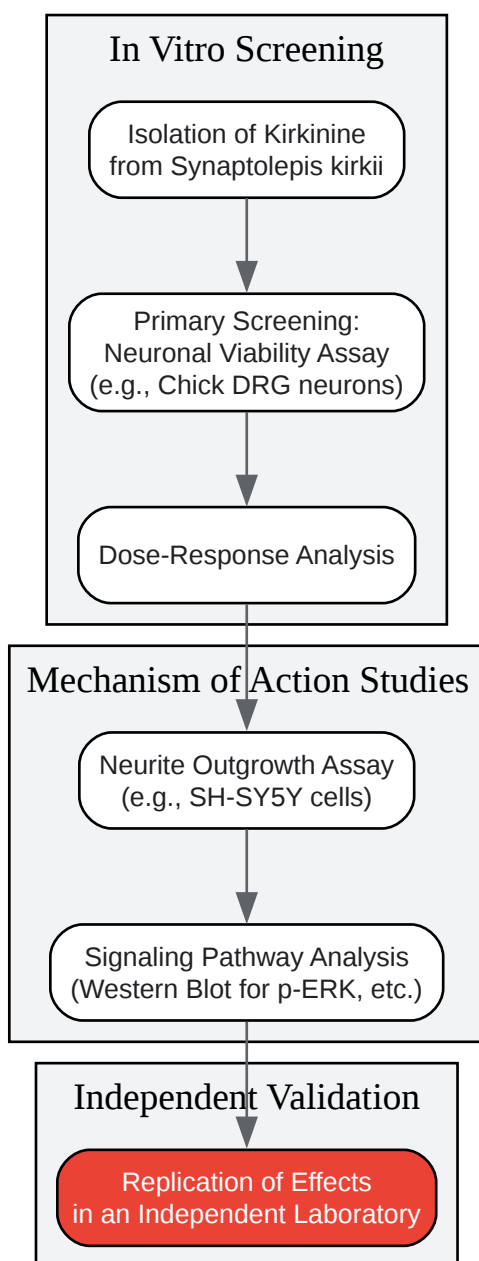 In Vitro Screening
Isolation of Kirkinine
from Synaptolepis kirkii
Primary Screening:
Neuronal Viability Assay
(e.g., Chick DRG neurons)
Dose-Response Analysis
Mechanism of Action Studies
Neurite Outgrowth Assay
(e.g., SH-SY5Y cells)
Signaling Pathway Analysis
(Western Blot for p-ERK, etc.)
Independent Validation
Replication of Effects
in an Independent Laboratory